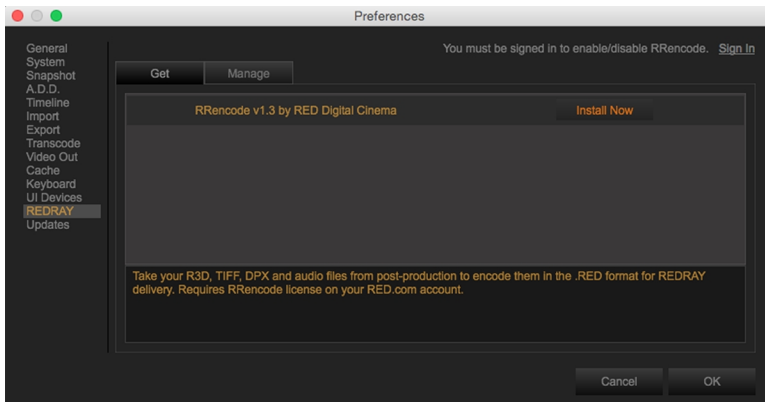 Preferences
You must be signed in to enable/disable RRencode. Sign In
General
System
Snapshot
A.D.D.
Timeline
Import
Export
Transcode
Video Out
Cache
Keyboard
UI Devices
REDRAY
Updates
Get
Manage
RRencode v1.3 by RED Digital Cinema
Install Now
Take your R3D, TIFF, DPX and audio files from post-production to encode them in the .RED format for REDRAY
delivery. Requires RRencode license on your RED.com account.
Cancel
OK